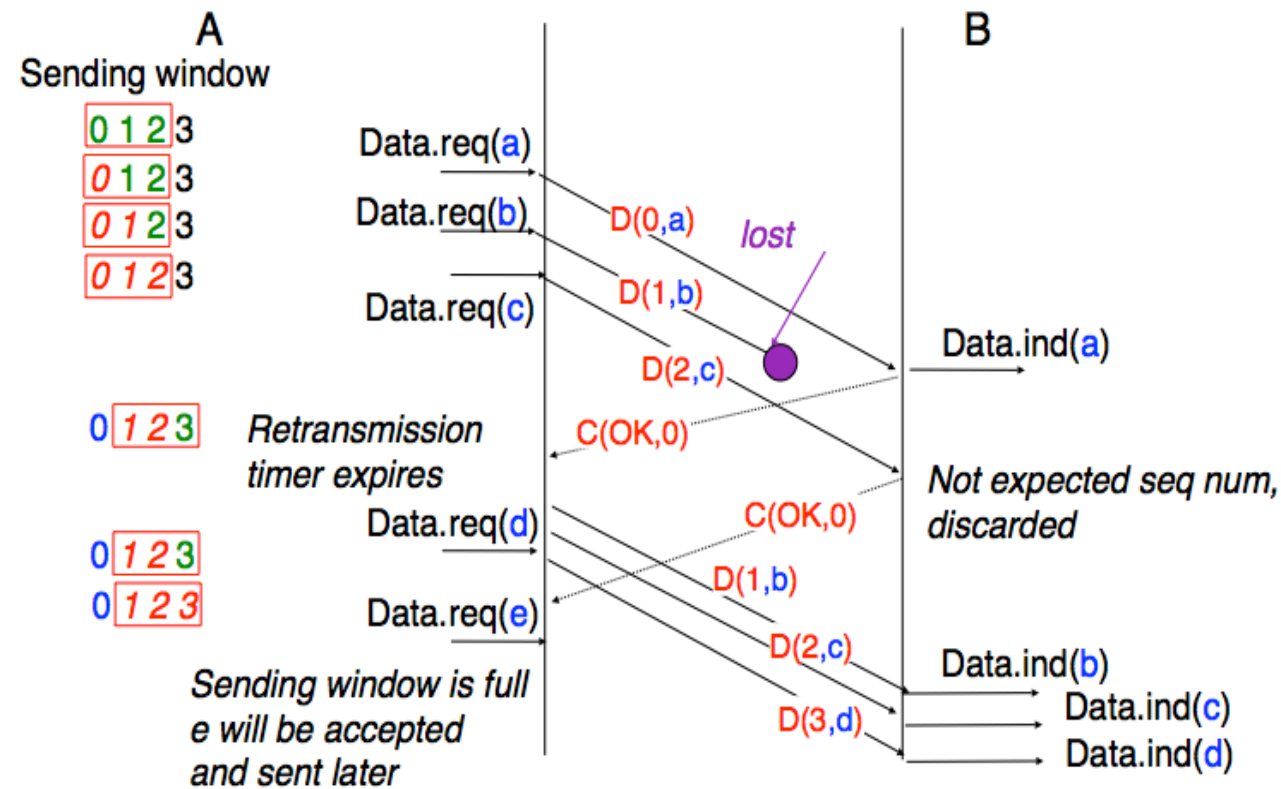 A
B
Sending window
0 1 2 3
0 1 2 3
0 1 2 3
0 1 2 3
Data.req(a)
Data.req(b)
Data.req(c)
D(0,a)
D(1,b)
D(2,c)
lost
Data.ind(a)
C(OK,0)
0 1 2 3
Retransmission
timer expires
Not expected seq num,
discarded
C(OK,0)
Data.req(d)
0 1 2 3
0 1 2 3
Data.req(e)
D(1,b)
D(2,c)
D(3,d)
Sending window is full
e will be accepted
and sent later
Data.ind(b)
Data.ind(c)
Data.ind(d)